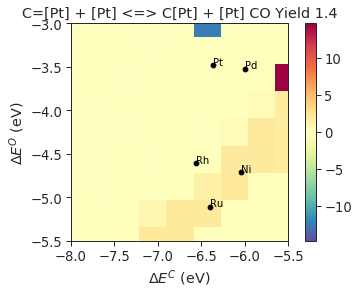 C=[Pt] + [Pt] <=> C[Pt] + [Pt] CO Yield 1.4
−3.0
−3.5
−4.0
−4.5
−5.0
−5.5
ΔE^O (eV)
Pt
Pd
Rh
Ni
Ru
−8.0 −7.5 −7.0 −6.5 −6.0 −5.5
ΔE^C (eV)
10
5
0
−5
−10